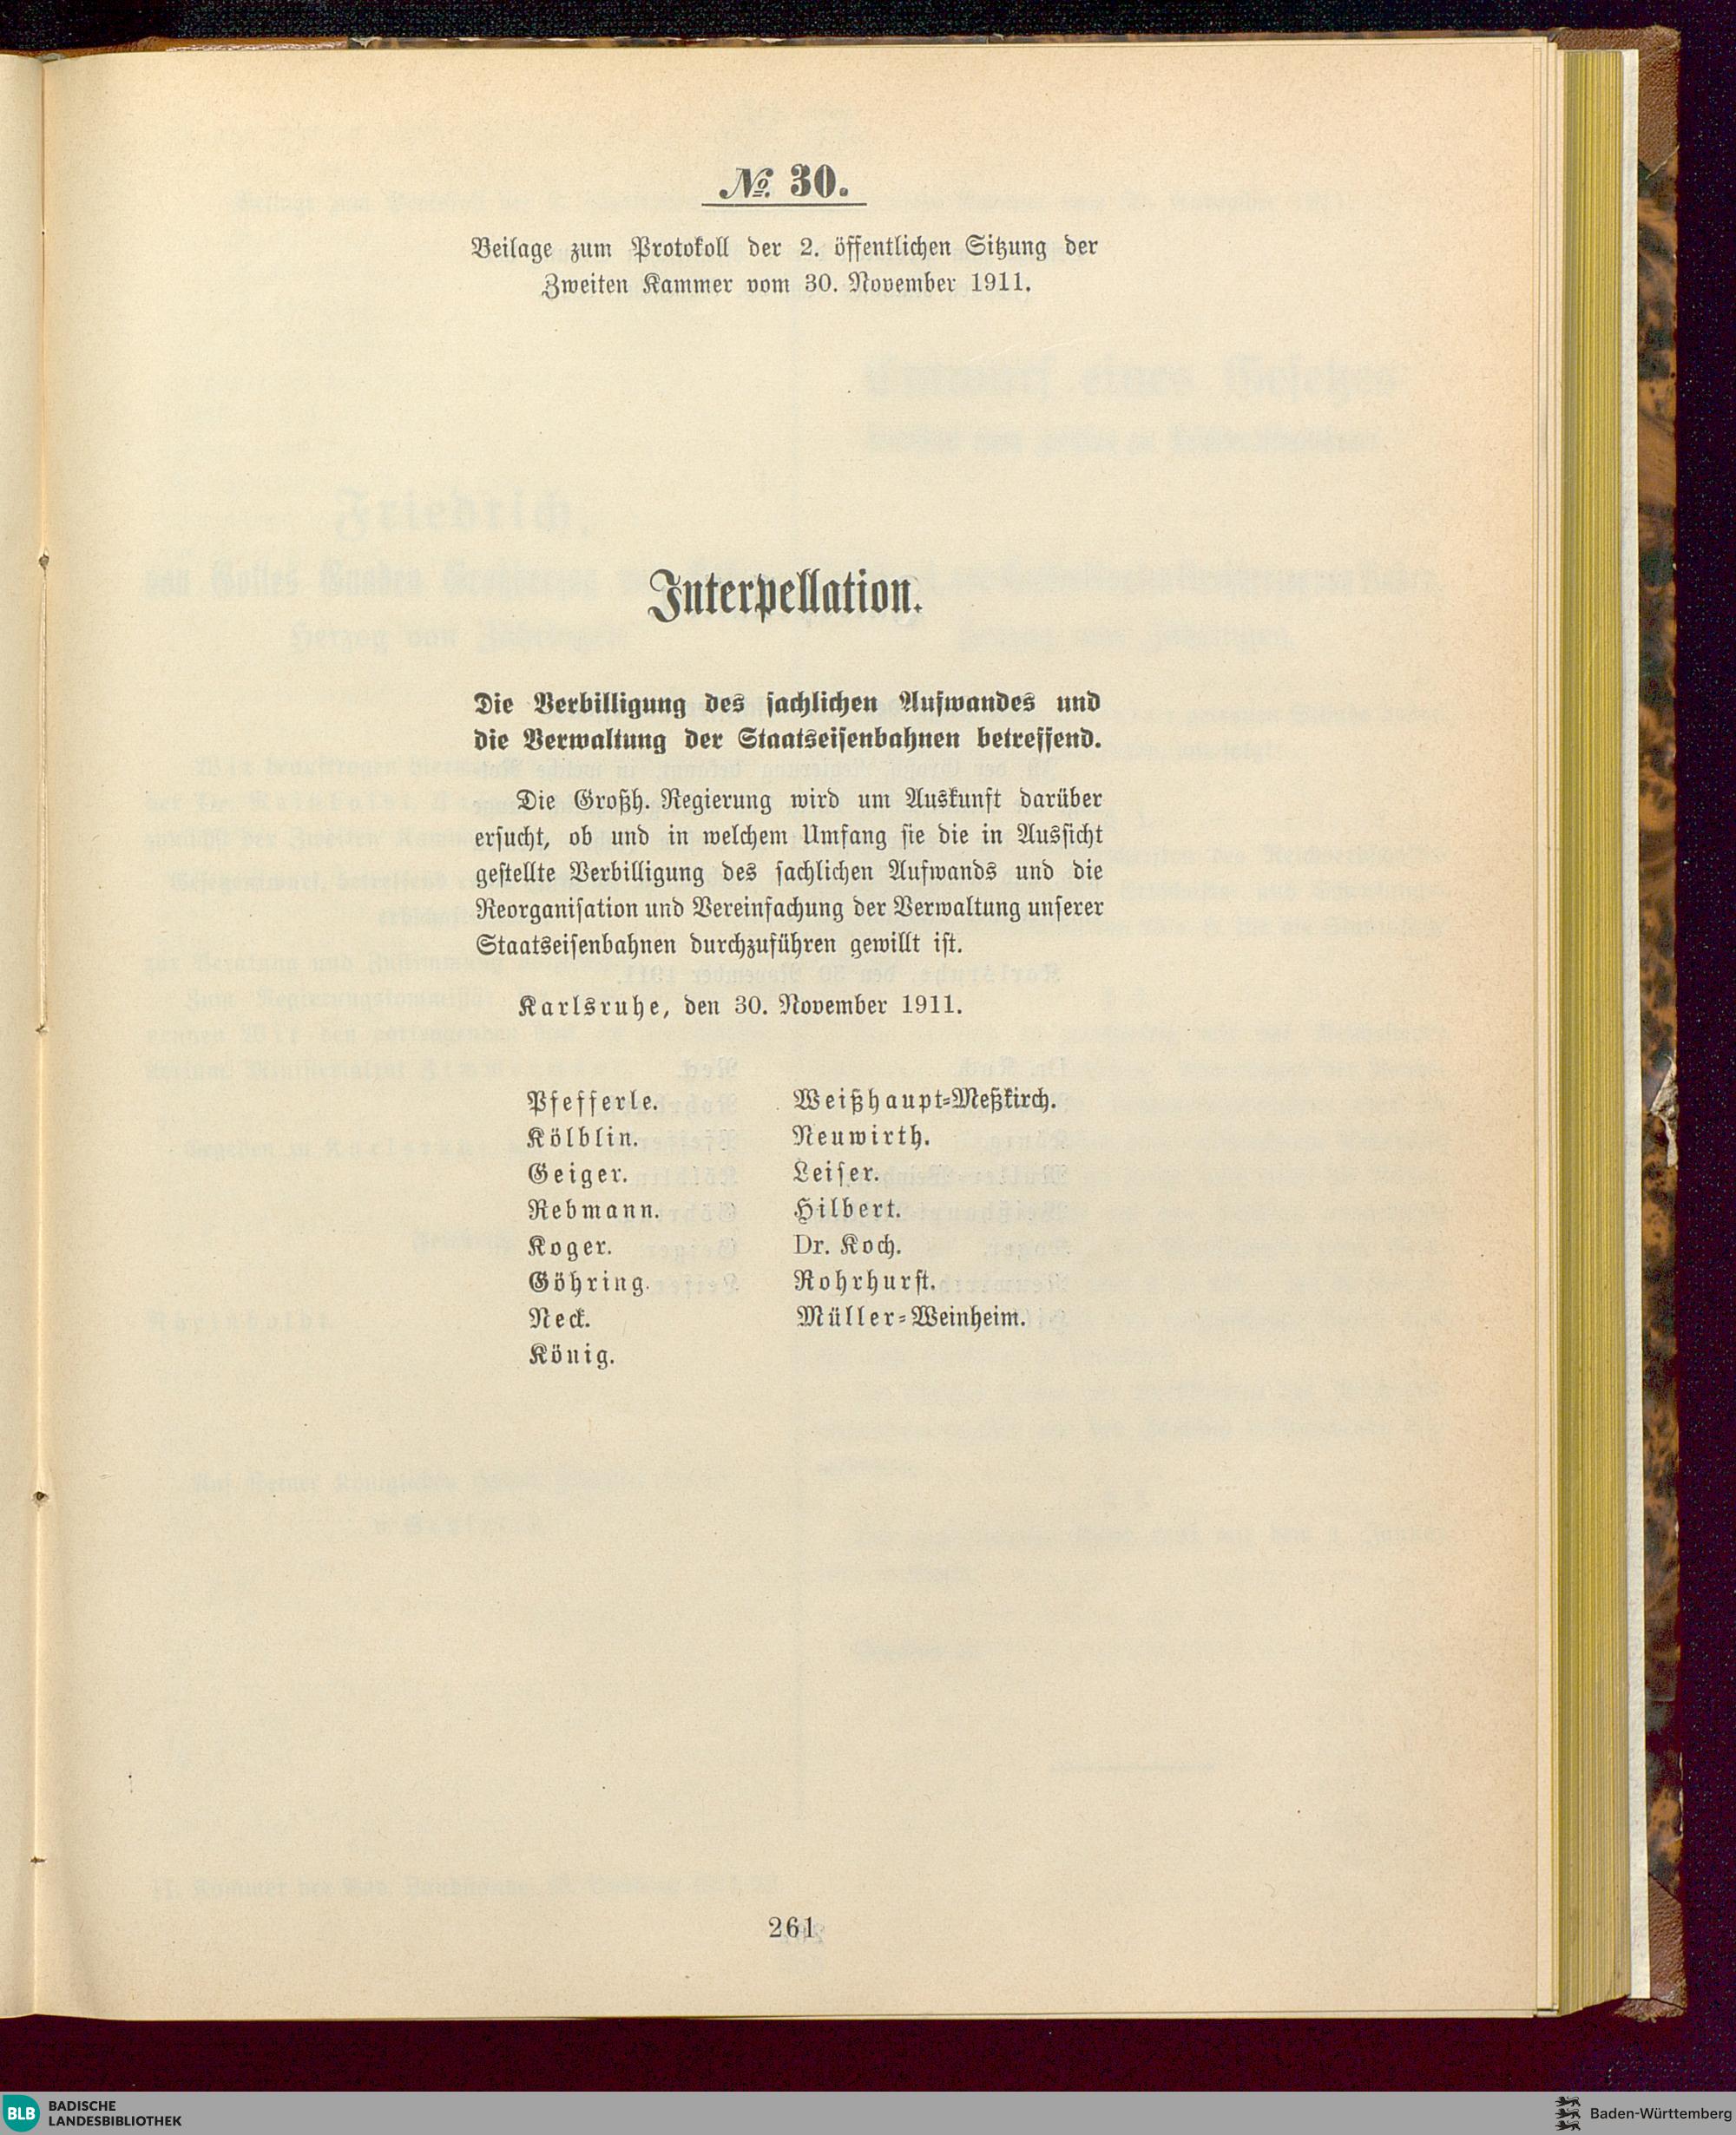 № 30.
Beilage zum Protokoll der 2. öffentlichen Sitzung der
Zweiten Kammer vom 30. November 1911.
Interpellation.
Die Verbilligung des sachlichen Aufwandes und
die Verwaltung der Staatseisenbahnen betreffend.
Die Großh. Regierung wird um Auskunft darüber
ersucht, ob und in welchem Umfang sie die in Aussicht
gestellte Verbilligung des sachlichen Aufwands und die
Reorganisation und Vereinfachung der Verwaltung unserer
Staatseisenbahnen durchzuführen gewillt ist.
Karlsruhe, den 30. November 1911.
Pfefferle.
Kölblin.
Geiger.
Rebmann.
Koger.
Göhring.
Neck.
König.
Weißhaupt-Meßkirch.
Neuwirth.
Leiser.
Hilbert.
Dr. Koch.
Rohrhurst.
Müller-Weinheim.
261
BLB BADISCHE
LANDESBIBLIOTHEK
Baden-Württemberg